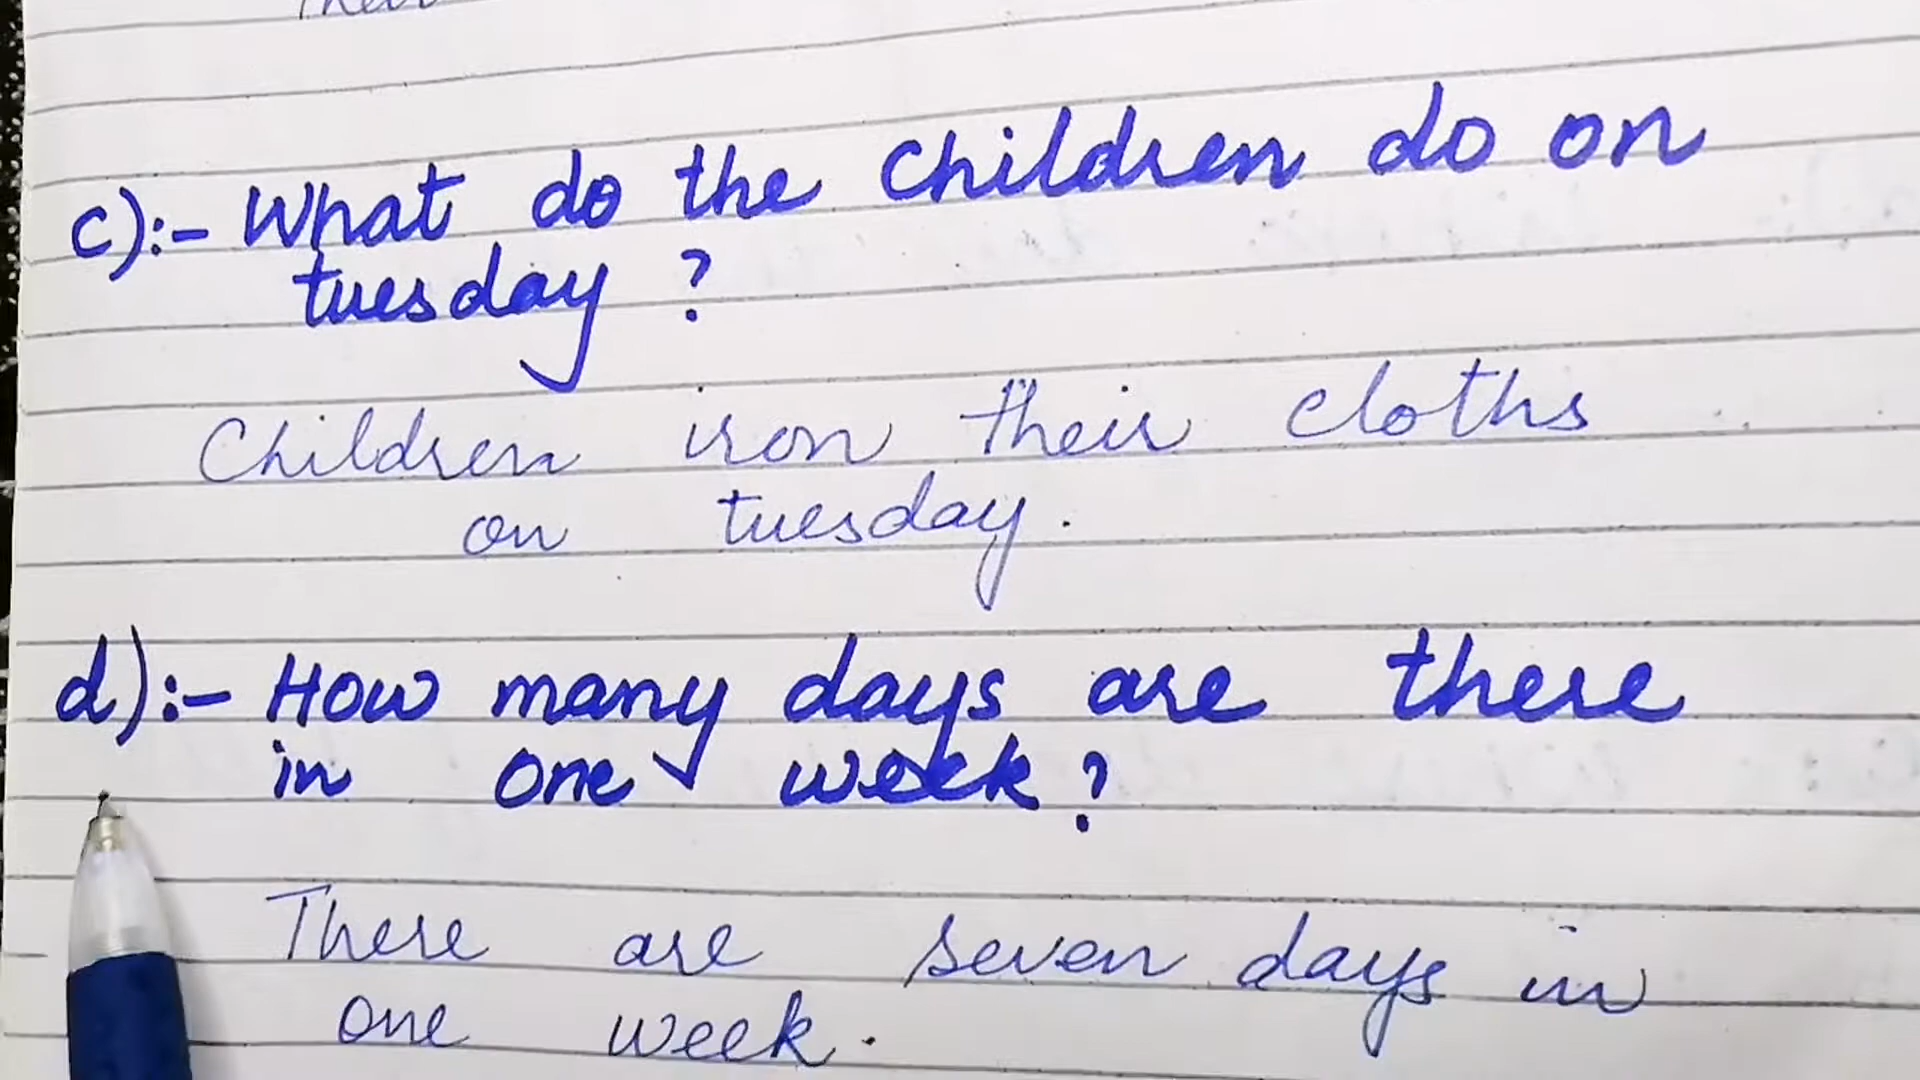 Their
c):- What do the children do on
tuesday ?
Children iron their cloths
on tuesday.
d):- How many days are there
in one week ?
There are seven days in
one week.